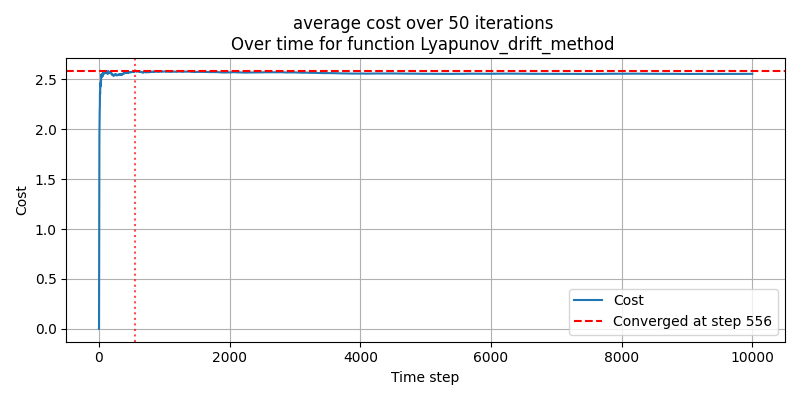 average cost over 50 iterations
Over time for function Lyapunov_drift_method
2.5
2.0
1.5
1.0
0.5
0.0
Cost
Cost
Converged at step 556
0
2000
4000
6000
8000
10000
Time step